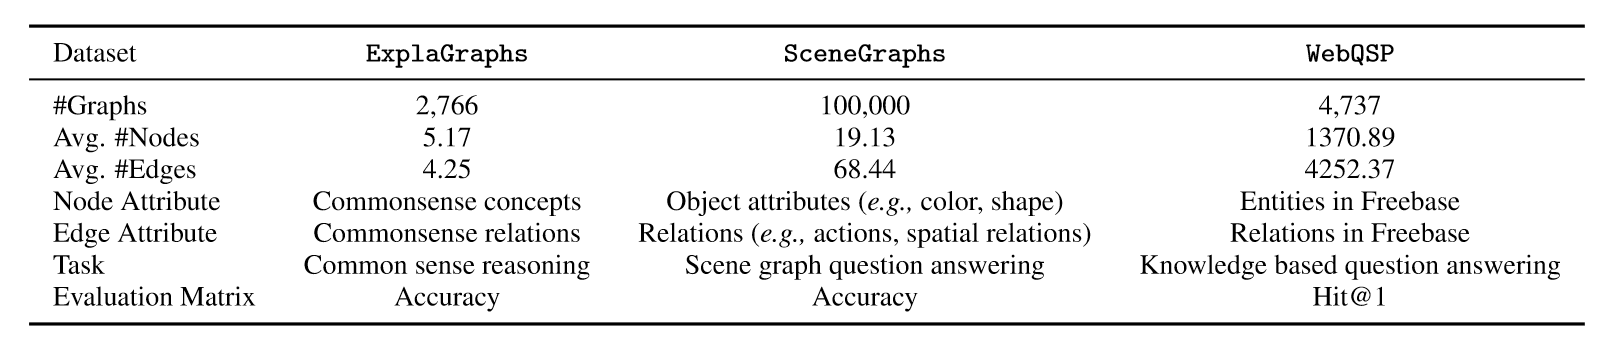 Dataset ExplaGraphs SceneGraphs WebQSP
#Graphs 2,766 100,000 4,737
Avg. #Nodes 5.17 19.13 1370.89
Avg. #Edges 4.25 68.44 4252.37
Node Attribute Commonsense concepts Object attributes (e.g., color, shape) Entities in Freebase
Edge Attribute Commonsense relations Relations (e.g., actions, spatial relations) Relations in Freebase
Task Common sense reasoning Scene graph question answering Knowledge based question answering
Evaluation Matrix Accuracy Accuracy Hit@1